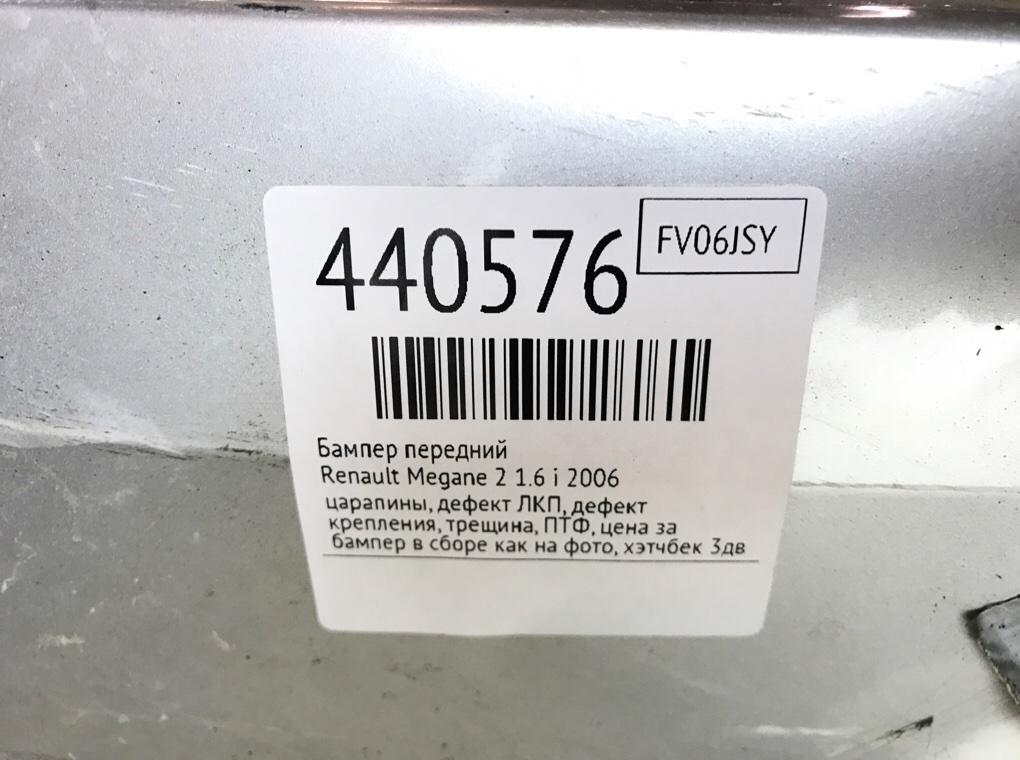 440576
FV06JSY
Бампер передний
Renault Megane 2 1.6 i 2006
царапины, дефект ЛКП, дефект
крепления, трещина, ПТФ, цена за
бампер в сборе как на фото, хэтчбек 3дв